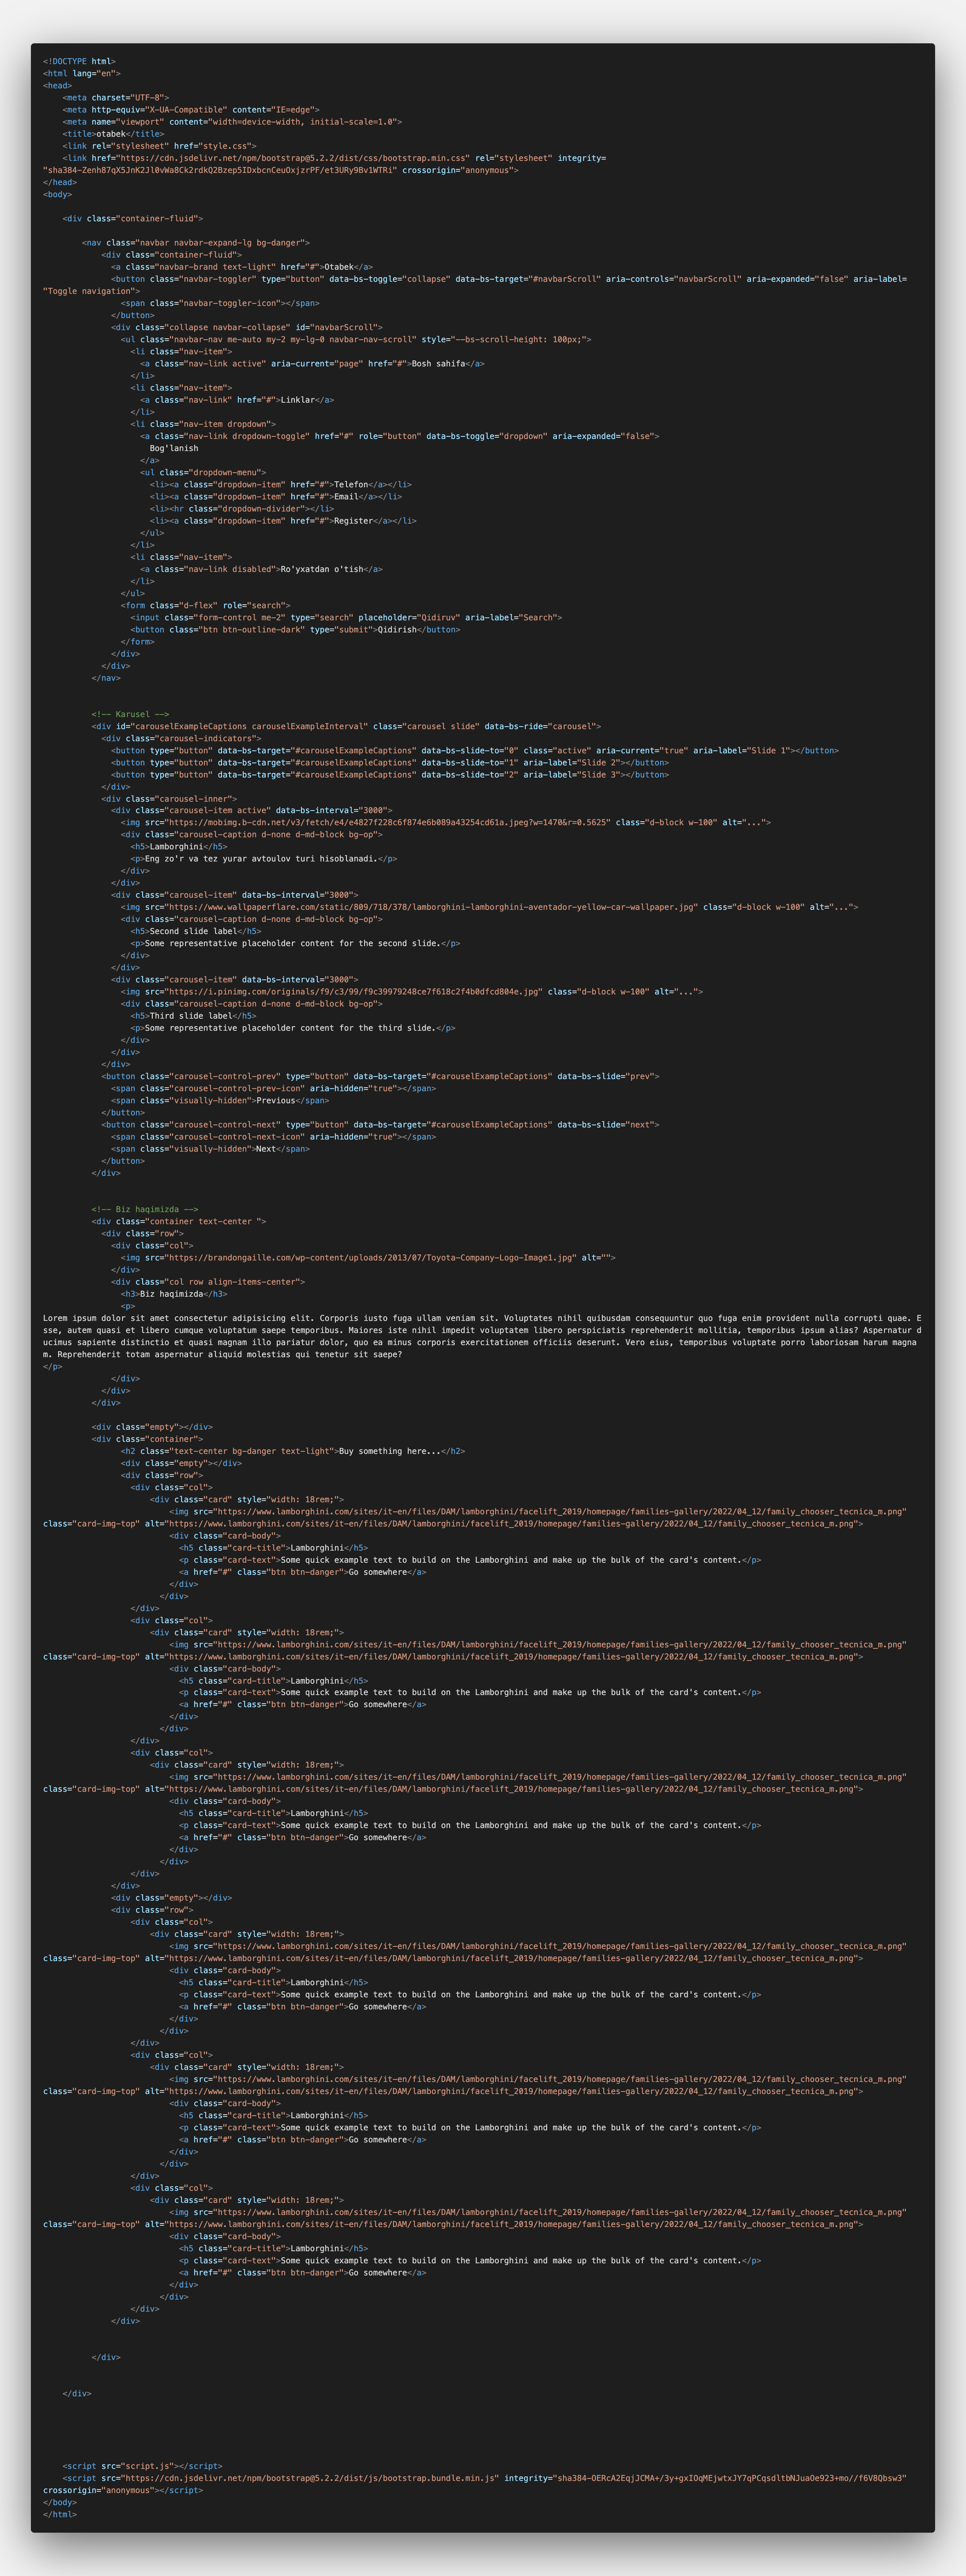 <!DOCTYPE html>
<html lang="en">
<head>
    <meta charset="UTF-8">
    <meta http-equiv="X-UA-Compatible" content="IE=edge">
    <meta name="viewport" content="width=device-width, initial-scale=1.0">
    <title>otabek</title>
    <link rel="stylesheet" href="style.css">
    <link href="https://cdn.jsdelivr.net/npm/bootstrap@5.2.2/dist/css/bootstrap.min.css" rel="stylesheet" integrity=
"sha384-Zenh87qX5JnK2Jl0vWa8Ck2rdkQ2Bzep5IDxbcnCeuOxjzrPF/et3URy9Bv1WTRi" crossorigin="anonymous">
</head>
<body>

    <div class="container-fluid">

        <nav class="navbar navbar-expand-lg bg-danger">
            <div class="container-fluid">
              <a class="navbar-brand text-light" href="#">Otabek</a>
              <button class="navbar-toggler" type="button" data-bs-toggle="collapse" data-bs-target="#navbarScroll" aria-controls="navbarScroll" aria-expanded="false" aria-label=
"Toggle navigation">
                <span class="navbar-toggler-icon"></span>
              </button>
              <div class="collapse navbar-collapse" id="navbarScroll">
                <ul class="navbar-nav me-auto my-2 my-lg-0 navbar-nav-scroll" style="--bs-scroll-height: 100px;">
                  <li class="nav-item">
                    <a class="nav-link active" aria-current="page" href="#">Bosh sahifa</a>
                  </li>
                  <li class="nav-item">
                    <a class="nav-link" href="#">Linklar</a>
                  </li>
                  <li class="nav-item dropdown">
                    <a class="nav-link dropdown-toggle" href="#" role="button" data-bs-toggle="dropdown" aria-expanded="false">
                      Bog'lanish
                    </a>
                    <ul class="dropdown-menu">
                      <li><a class="dropdown-item" href="#">Telefon</a></li>
                      <li><a class="dropdown-item" href="#">Email</a></li>
                      <li><hr class="dropdown-divider"></li>
                      <li><a class="dropdown-item" href="#">Register</a></li>
                    </ul>
                  </li>
                  <li class="nav-item">
                    <a class="nav-link disabled">Ro'yxatdan o'tish</a>
                  </li>
                </ul>
                <form class="d-flex" role="search">
                  <input class="form-control me-2" type="search" placeholder="Qidiruv" aria-label="Search">
                  <button class="btn btn-outline-dark" type="submit">Qidirish</button>
                </form>
              </div>
            </div>
          </nav>


          <!-- Karusel -->
          <div id="carouselExampleCaptions carouselExampleInterval" class="carousel slide" data-bs-ride="carousel">
            <div class="carousel-indicators">
              <button type="button" data-bs-target="#carouselExampleCaptions" data-bs-slide-to="0" class="active" aria-current="true" aria-label="Slide 1"></button>
              <button type="button" data-bs-target="#carouselExampleCaptions" data-bs-slide-to="1" aria-label="Slide 2"></button>
              <button type="button" data-bs-target="#carouselExampleCaptions" data-bs-slide-to="2" aria-label="Slide 3"></button>
            </div>
            <div class="carousel-inner">
              <div class="carousel-item active" data-bs-interval="3000">
                <img src="https://mobimg.b-cdn.net/v3/fetch/e4/e4827f228c6f874e6b089a43254cd61a.jpeg?w=1470&r=0.5625" class="d-block w-100" alt="...">
                <div class="carousel-caption d-none d-md-block bg-op">
                  <h5>Lamborghini</h5>
                  <p>Eng zo'r va tez yurar avtoulov turi hisoblanadi.</p>
                </div>
              </div>
              <div class="carousel-item" data-bs-interval="3000">
                <img src="https://www.wallpaperflare.com/static/809/718/378/lamborghini-lamborghini-aventador-yellow-car-wallpaper.jpg" class="d-block w-100" alt="...">
                <div class="carousel-caption d-none d-md-block bg-op">
                  <h5>Second slide label</h5>
                  <p>Some representative placeholder content for the second slide.</p>
                </div>
              </div>
              <div class="carousel-item" data-bs-interval="3000">
                <img src="https://i.pinimg.com/originals/f9/c3/99/f9c39979248ce7f618c2f4b0dfcd804e.jpg" class="d-block w-100" alt="...">
                <div class="carousel-caption d-none d-md-block bg-op">
                  <h5>Third slide label</h5>
                  <p>Some representative placeholder content for the third slide.</p>
                </div>
              </div>
            </div>
            <button class="carousel-control-prev" type="button" data-bs-target="#carouselExampleCaptions" data-bs-slide="prev">
              <span class="carousel-control-prev-icon" aria-hidden="true"></span>
              <span class="visually-hidden">Previous</span>
            </button>
            <button class="carousel-control-next" type="button" data-bs-target="#carouselExampleCaptions" data-bs-slide="next">
              <span class="carousel-control-next-icon" aria-hidden="true"></span>
              <span class="visually-hidden">Next</span>
            </button>
          </div>


          <!-- Biz haqimizda -->
          <div class="container text-center ">
            <div class="row">
              <div class="col">
                <img src="https://brandongaille.com/wp-content/uploads/2013/07/Toyota-Company-Logo-Image1.jpg" alt="">
              </div>
              <div class="col row align-items-center">
                <h3>Biz haqimizda</h3>
                <p>
Lorem ipsum dolor sit amet consectetur adipisicing elit. Corporis iusto fuga ullam veniam sit. Voluptates nihil quibusdam consequuntur quo fuga enim provident nulla corrupti quae. E
sse, autem quasi et libero cumque voluptatum saepe temporibus. Maiores iste nihil impedit voluptatem libero perspiciatis reprehenderit mollitia, temporibus ipsum alias? Aspernatur d
ucimus sapiente distinctio et quasi magnam illo pariatur dolor, quo ea minus corporis exercitationem officiis deserunt. Vero eius, temporibus voluptate porro laboriosam harum magna
m. Reprehenderit totam aspernatur aliquid molestias qui tenetur sit saepe?
</p>
              </div>
            </div>
          </div>

          <div class="empty"></div>
          <div class="container">
                <h2 class="text-center bg-danger text-light">Buy something here...</h2>
                <div class="empty"></div>
                <div class="row">
                  <div class="col">
                      <div class="card" style="width: 18rem;">
                          <img src="https://www.lamborghini.com/sites/it-en/files/DAM/lamborghini/facelift_2019/homepage/families-gallery/2022/04_12/family_chooser_tecnica_m.png"
class="card-img-top" alt="https://www.lamborghini.com/sites/it-en/files/DAM/lamborghini/facelift_2019/homepage/families-gallery/2022/04_12/family_chooser_tecnica_m.png">
                          <div class="card-body">
                            <h5 class="card-title">Lamborghini</h5>
                            <p class="card-text">Some quick example text to build on the Lamborghini and make up the bulk of the card's content.</p>
                            <a href="#" class="btn btn-danger">Go somewhere</a>
                          </div>
                        </div>
                  </div>
                  <div class="col">
                      <div class="card" style="width: 18rem;">
                          <img src="https://www.lamborghini.com/sites/it-en/files/DAM/lamborghini/facelift_2019/homepage/families-gallery/2022/04_12/family_chooser_tecnica_m.png"
class="card-img-top" alt="https://www.lamborghini.com/sites/it-en/files/DAM/lamborghini/facelift_2019/homepage/families-gallery/2022/04_12/family_chooser_tecnica_m.png">
                          <div class="card-body">
                            <h5 class="card-title">Lamborghini</h5>
                            <p class="card-text">Some quick example text to build on the Lamborghini and make up the bulk of the card's content.</p>
                            <a href="#" class="btn btn-danger">Go somewhere</a>
                          </div>
                        </div>
                  </div>
                  <div class="col">
                      <div class="card" style="width: 18rem;">
                          <img src="https://www.lamborghini.com/sites/it-en/files/DAM/lamborghini/facelift_2019/homepage/families-gallery/2022/04_12/family_chooser_tecnica_m.png"
class="card-img-top" alt="https://www.lamborghini.com/sites/it-en/files/DAM/lamborghini/facelift_2019/homepage/families-gallery/2022/04_12/family_chooser_tecnica_m.png">
                          <div class="card-body">
                            <h5 class="card-title">Lamborghini</h5>
                            <p class="card-text">Some quick example text to build on the Lamborghini and make up the bulk of the card's content.</p>
                            <a href="#" class="btn btn-danger">Go somewhere</a>
                          </div>
                        </div>
                  </div>
              </div>
              <div class="empty"></div>
              <div class="row">
                  <div class="col">
                      <div class="card" style="width: 18rem;">
                          <img src="https://www.lamborghini.com/sites/it-en/files/DAM/lamborghini/facelift_2019/homepage/families-gallery/2022/04_12/family_chooser_tecnica_m.png"
class="card-img-top" alt="https://www.lamborghini.com/sites/it-en/files/DAM/lamborghini/facelift_2019/homepage/families-gallery/2022/04_12/family_chooser_tecnica_m.png">
                          <div class="card-body">
                            <h5 class="card-title">Lamborghini</h5>
                            <p class="card-text">Some quick example text to build on the Lamborghini and make up the bulk of the card's content.</p>
                            <a href="#" class="btn btn-danger">Go somewhere</a>
                          </div>
                        </div>
                  </div>
                  <div class="col">
                      <div class="card" style="width: 18rem;">
                          <img src="https://www.lamborghini.com/sites/it-en/files/DAM/lamborghini/facelift_2019/homepage/families-gallery/2022/04_12/family_chooser_tecnica_m.png"
class="card-img-top" alt="https://www.lamborghini.com/sites/it-en/files/DAM/lamborghini/facelift_2019/homepage/families-gallery/2022/04_12/family_chooser_tecnica_m.png">
                          <div class="card-body">
                            <h5 class="card-title">Lamborghini</h5>
                            <p class="card-text">Some quick example text to build on the Lamborghini and make up the bulk of the card's content.</p>
                            <a href="#" class="btn btn-danger">Go somewhere</a>
                          </div>
                        </div>
                  </div>
                  <div class="col">
                      <div class="card" style="width: 18rem;">
                          <img src="https://www.lamborghini.com/sites/it-en/files/DAM/lamborghini/facelift_2019/homepage/families-gallery/2022/04_12/family_chooser_tecnica_m.png"
class="card-img-top" alt="https://www.lamborghini.com/sites/it-en/files/DAM/lamborghini/facelift_2019/homepage/families-gallery/2022/04_12/family_chooser_tecnica_m.png">
                          <div class="card-body">
                            <h5 class="card-title">Lamborghini</h5>
                            <p class="card-text">Some quick example text to build on the Lamborghini and make up the bulk of the card's content.</p>
                            <a href="#" class="btn btn-danger">Go somewhere</a>
                          </div>
                        </div>
                  </div>
              </div>


          </div>


    </div>





    <script src="script.js"></script>
    <script src="https://cdn.jsdelivr.net/npm/bootstrap@5.2.2/dist/js/bootstrap.bundle.min.js" integrity="sha384-OERcA2EqjJCMA+/3y+gxIOqMEjwtxJY7qPCqsdltbNJuaOe923+mo//f6V8Qbsw3"
crossorigin="anonymous"></script>
</body>
</html>